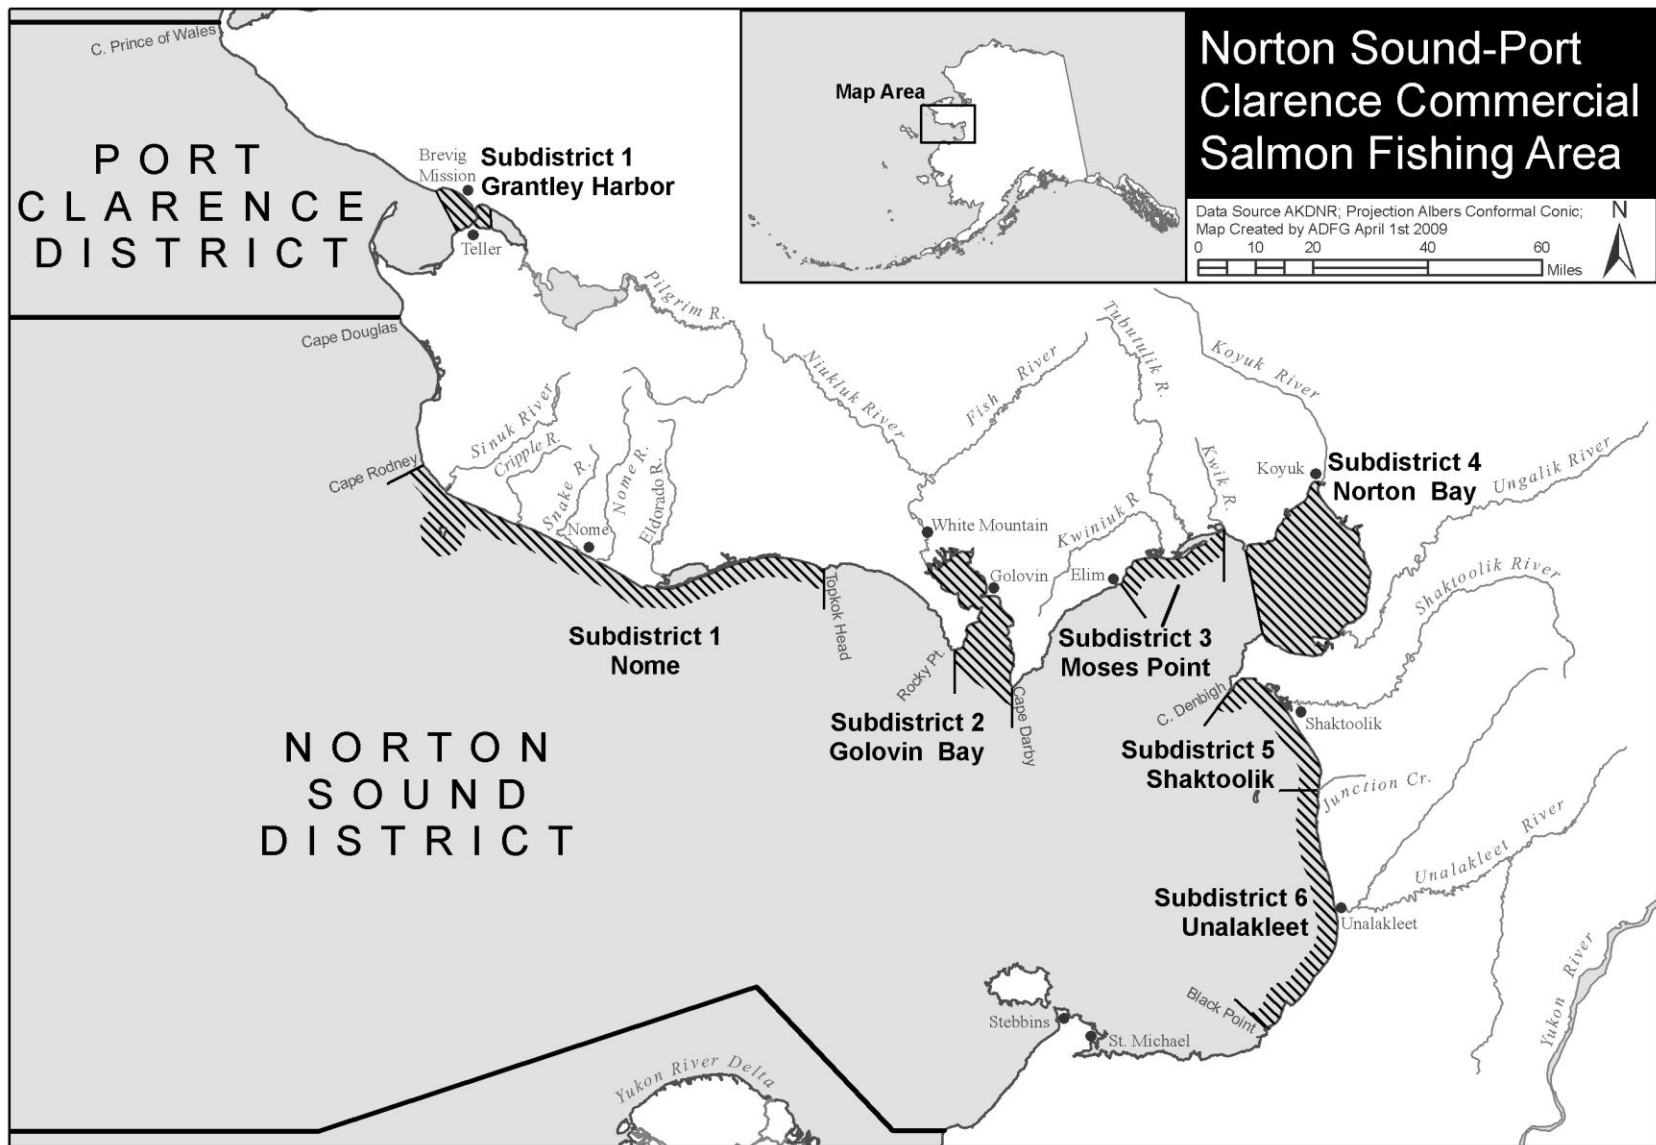 Norton Sound-Port
Clarence Commercial
Salmon Fishing Area
Data Source AKDNR; Projection Albers Conformal Conic;
Map Created by ADFG April 1st 2009
N
0 10 20 40 60
Miles
Map Area
C. Prince of Wales
PORT
CLARENCE
DISTRICT
Brevig
Mission
Subdistrict 1
Grantley Harbor
Teller
Pilgrim R.
Cape Douglas
Niukluk River
Fish River
Tubutulik R.
Koyuk River
Sinuk River
Cripple R.
Snake R.
Nome R.
Eldorado R.
Kwik R.
Koyuk
Subdistrict 4
Norton Bay
Ungalik River
Cape Rodney
Nome
White Mountain
Kwiniuk R
Golovin
Elim
Shaktoolik River
Topkok Head
Subdistrict 1
Nome
Subdistrict 3
Moses Point
Rocky Pt.
Cape Darby
Subdistrict 2
Golovin Bay
C. Denbigh
Shaktoolik
Subdistrict 5
Shaktoolik
Junction Cr.
NORTON
SOUND
DISTRICT
Unalakleet River
Subdistrict 6
Unalakleet
Unalakleet
Yukon River
Black Point
Stebbins
St. Michael
Yukon River Delta